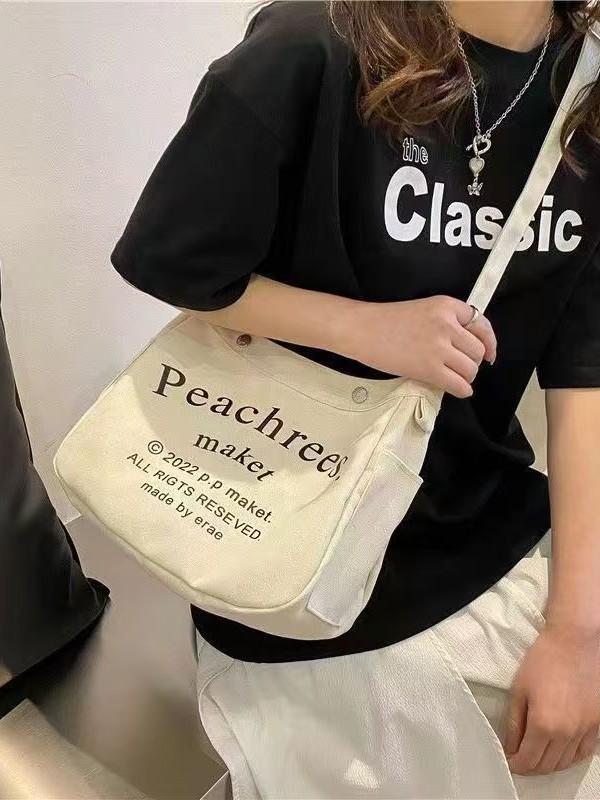 the
Classic
Peachrees.
maket
© 2022 p.p maket.
ALL RIGTS RESEVED.
made by erae